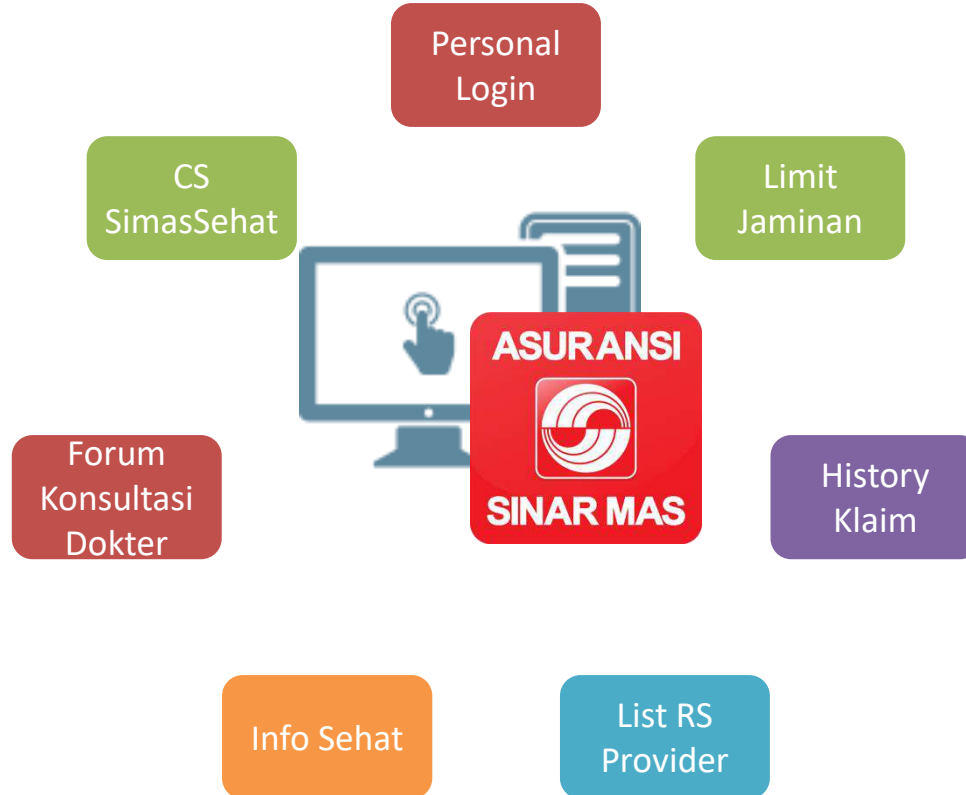 Personal
Login
CS
SimasSehat
Limit
Jaminan
ASURANSI
SINAR MAS
Forum
Konsultasi
Dokter
History
Klaim
Info Sehat
List RS
Provider